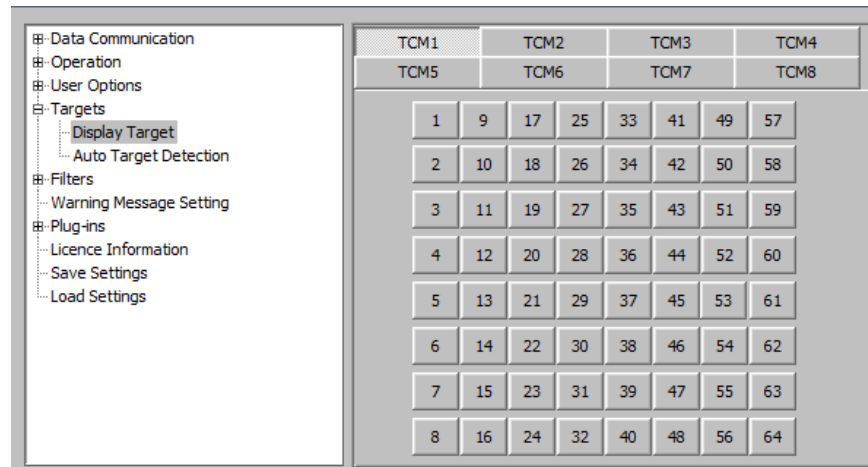 Data Communication
Operation
User Options
Targets
Display Target
Auto Target Detection
Filters
Warning Message Setting
Plug-ins
Licence Information
Save Settings
Load Settings
TCM1 TCM2 TCM3 TCM4
TCM5 TCM6 TCM7 TCM8
1 9 17 25 33 41 49 57
2 10 18 26 34 42 50 58
3 11 19 27 35 43 51 59
4 12 20 28 36 44 52 60
5 13 21 29 37 45 53 61
6 14 22 30 38 46 54 62
7 15 23 31 39 47 55 63
8 16 24 32 40 48 56 64